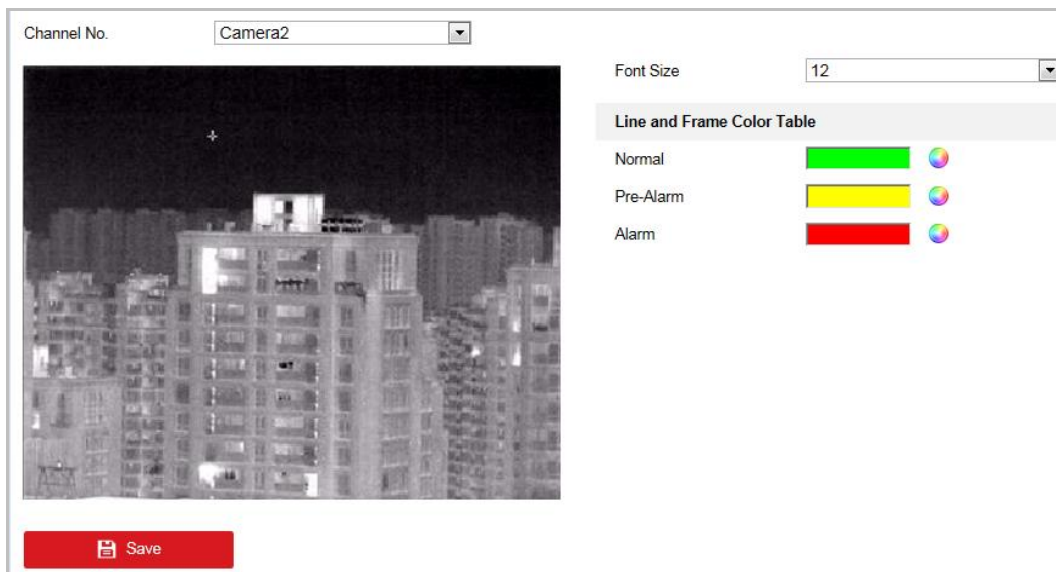 Channel No. Camera2
Font Size 12
Line and Frame Color Table
Normal
Pre-Alarm
Alarm
Save